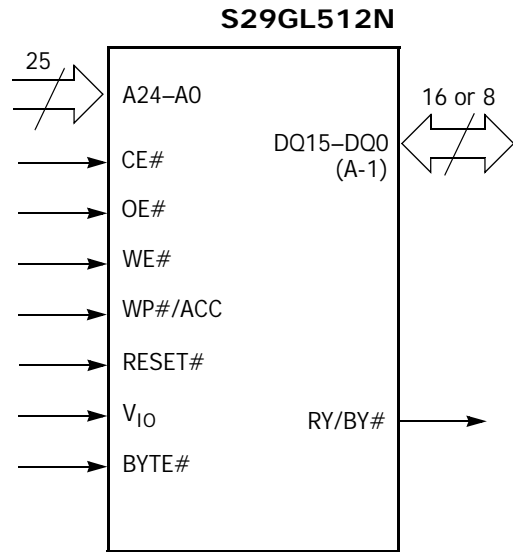 S29GL512N
25
A24–A0
16 or 8
DQ15–DQ0
(A-1)
CE#
OE#
WE#
WP#/ACC
RESET#
VIO
RY/BY#
BYTE#